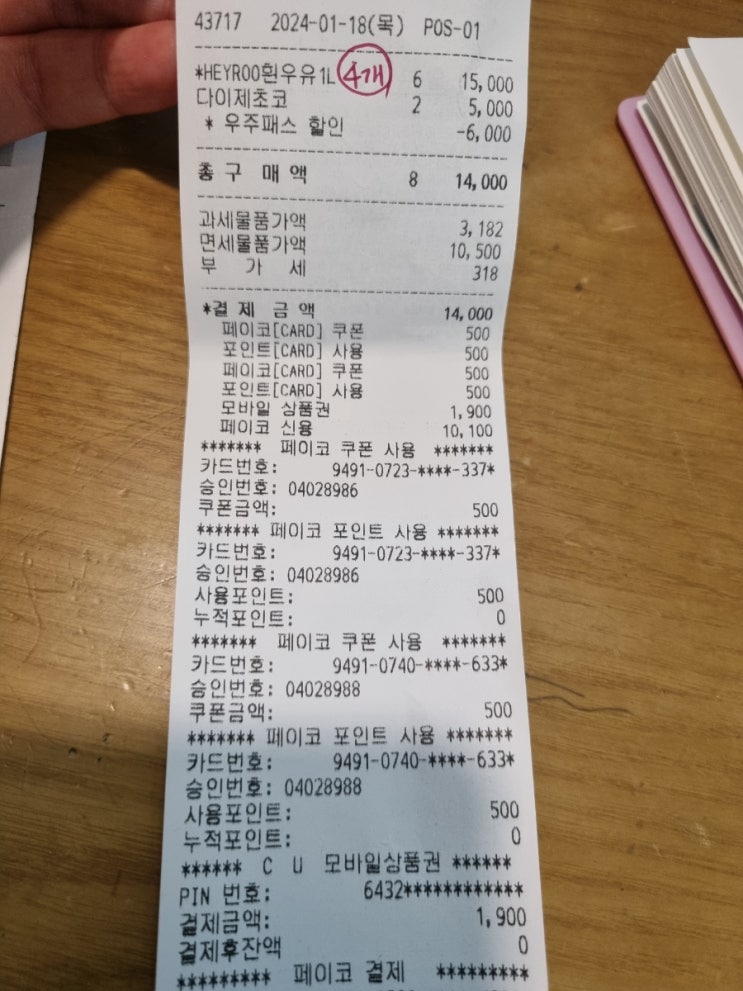 43717 2024-01-18(목) POS-01
*HEYROO흰우유1L 4개 6 15,000
다이제초코 2 5,000
* 우주패스 할인 -6,000
총 구 매 액 8 14,000
과세물품가액 3,182
면세물품가액 10,500
부 가 세 318
*결 제 금 액 14,000
페이코[CARD] 쿠폰 500
포인트[CARD] 사용 500
페이코[CARD] 쿠폰 500
포인트[CARD] 사용 500
모바일 상품권 1,900
페이코 신용 10,100
******* 페이코 쿠폰 사용 *******
카드번호: 9491-0723-****-337*
승인번호: 04028986
쿠폰금액: 500
******* 페이코 포인트 사용 *******
카드번호: 9491-0723-****-337*
승인번호: 04028986
사용포인트: 500
누적포인트: 0
******* 페이코 쿠폰 사용 *******
카드번호: 9491-0740-****-633*
승인번호: 04028988
쿠폰금액: 500
******* 페이코 포인트 사용 *******
카드번호: 9491-0740-****-633*
승인번호: 04028988
사용포인트: 500
누적포인트: 0
****** C U 모바일상품권 ******
PIN 번호: 6432************
결제금액: 1,900
결제후잔액 0
********* 페이코 결제 *********